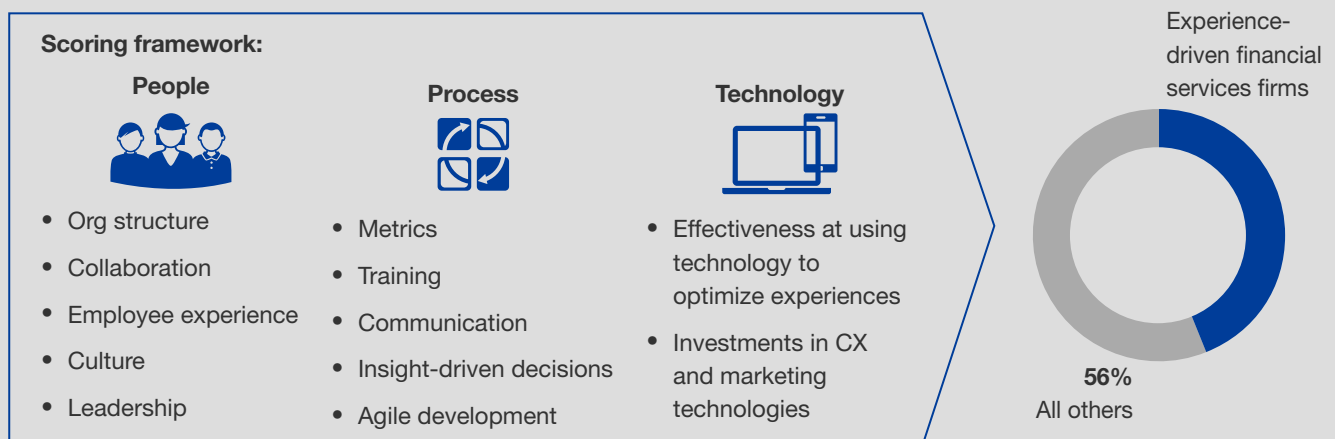 Scoring framework:
People
• Org structure
• Collaboration
• Employee experience
• Culture
• Leadership
Process
• Metrics
• Training
• Communication
• Insight-driven decisions
• Agile development
Technology
• Effectiveness at using
technology to
optimize experiences
• Investments in CX
and marketing
technologies
Experience-
driven financial
services firms
56%
All others